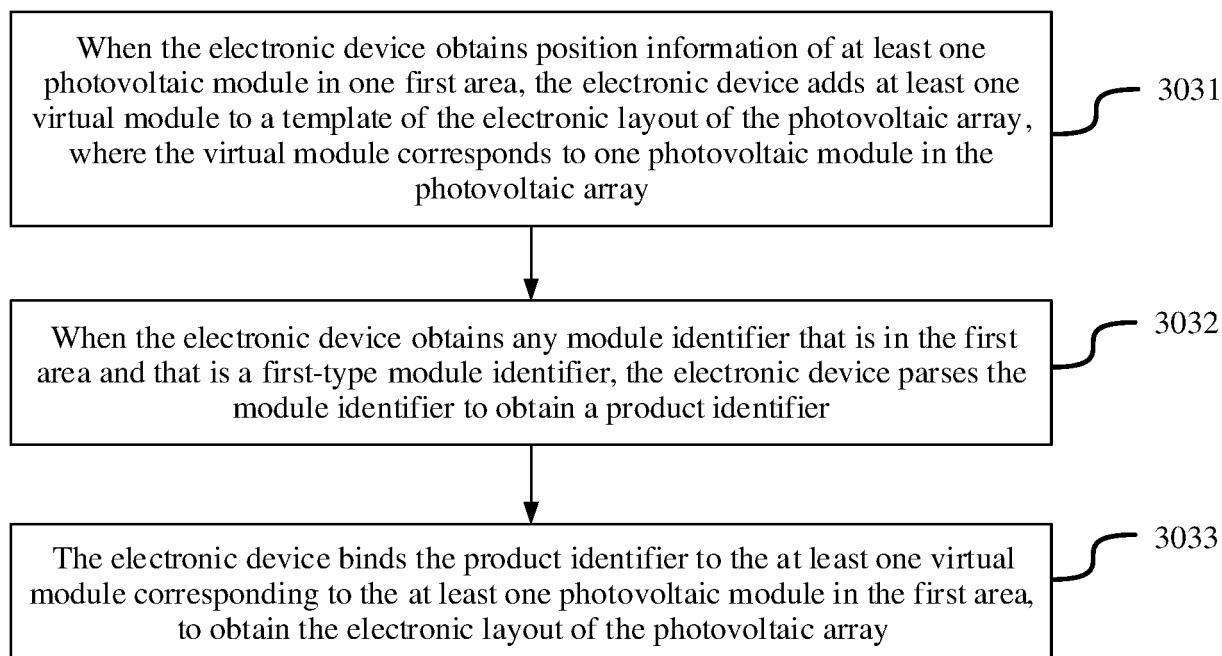 When the electronic device obtains position information of at least one
photovoltaic module in one first area, the electronic device adds at least one
virtual module to a template of the electronic layout of the photovoltaic array,
where the virtual module corresponds to one photovoltaic module in the
photovoltaic array
3031
When the electronic device obtains any module identifier that is in the first
area and that is a first-type module identifier, the electronic device parses the
module identifier to obtain a product identifier
3032
The electronic device binds the product identifier to the at least one virtual
module corresponding to the at least one photovoltaic module in the first area,
to obtain the electronic layout of the photovoltaic array
3033